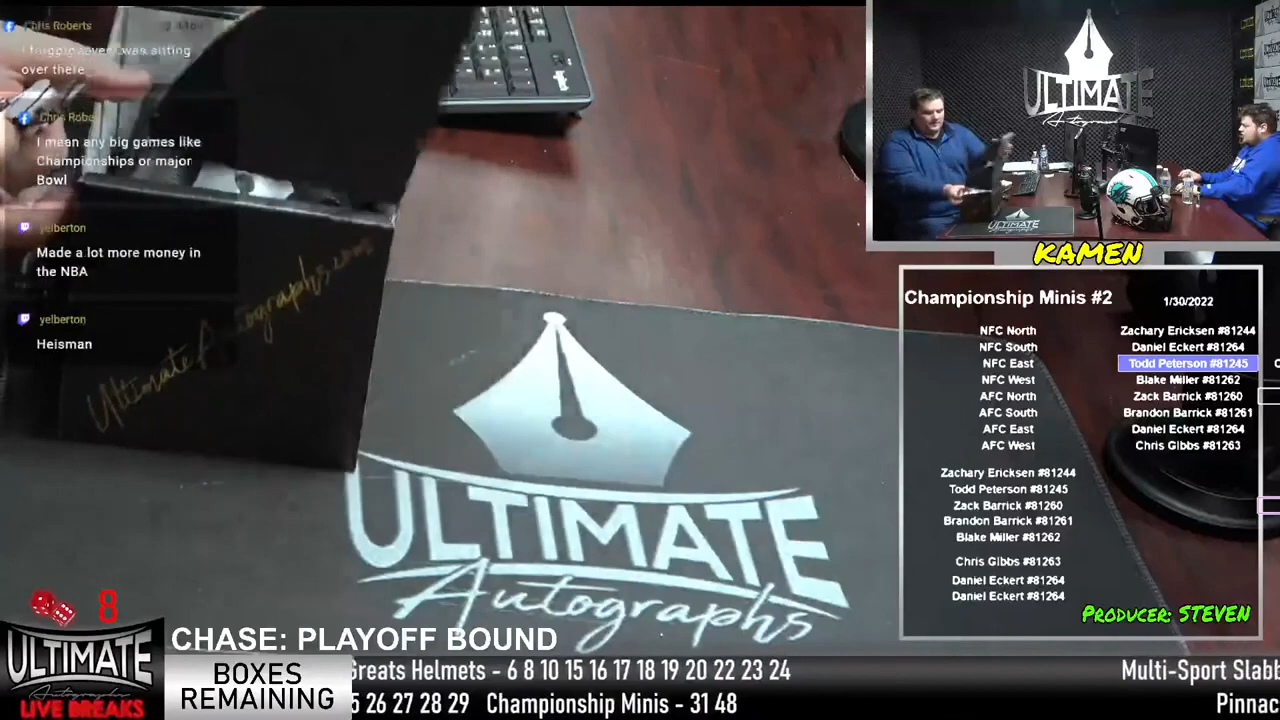 Chris Roberts
over there
Chris Robe
I mean any big games like
Championships or major
Bowl
yelberton
Made a lot more money in
the NBA
yelberton
Heisman
UltimateAutographs.com
ULTIMATE
Autographs
ULTIMATE
ULTIMATE
KAMEN
Championship Minis #2 1/30/2022
NFC North Zachary Ericksen #81244
NFC South Daniel Eckert #81264
NFC East Todd Peterson #81245
NFC West Blake Miller #81262
AFC North Zack Barrick #81260
AFC South Brandon Barrick #81261
AFC East Daniel Eckert #81264
AFC West Chris Gibbs #81263
Zachary Ericksen #81244
Todd Peterson #81245
Zack Barrick #81260
Brandon Barrick #81261
Blake Miller #81262
Chris Gibbs #81263
Daniel Eckert #81264
Daniel Eckert #81264
PRODUCER: STEVEN
8
ULTIMATE
Autographs
LIVE BREAKS
CHASE: PLAYOFF BOUND
BOXES
REMAINING
Greats Helmets - 6 8 10 15 16 17 18 19 20 22 23 24 Multi-Sport Slabb
5 26 27 28 29 Championship Minis - 31 48 Pinnac